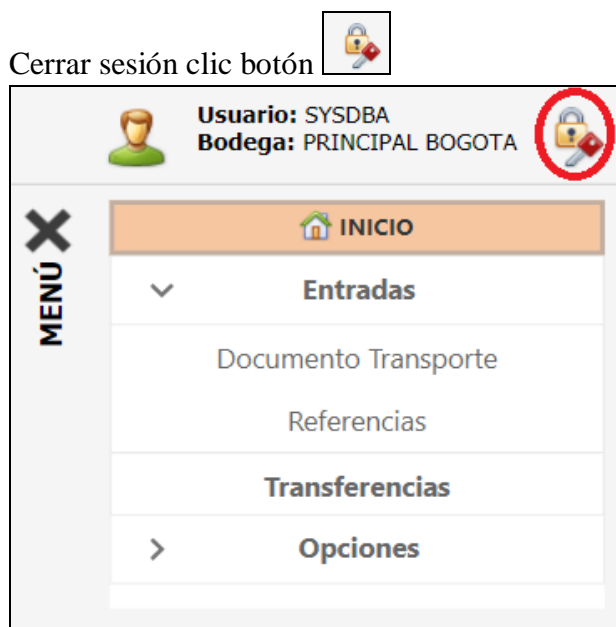 Cerrar sesión clic botón
Usuario: SYSDBA
Bodega: PRINCIPAL BOGOTA
MENÚ
INICIO
Entradas
Documento Transporte
Referencias
Transferencias
Opciones